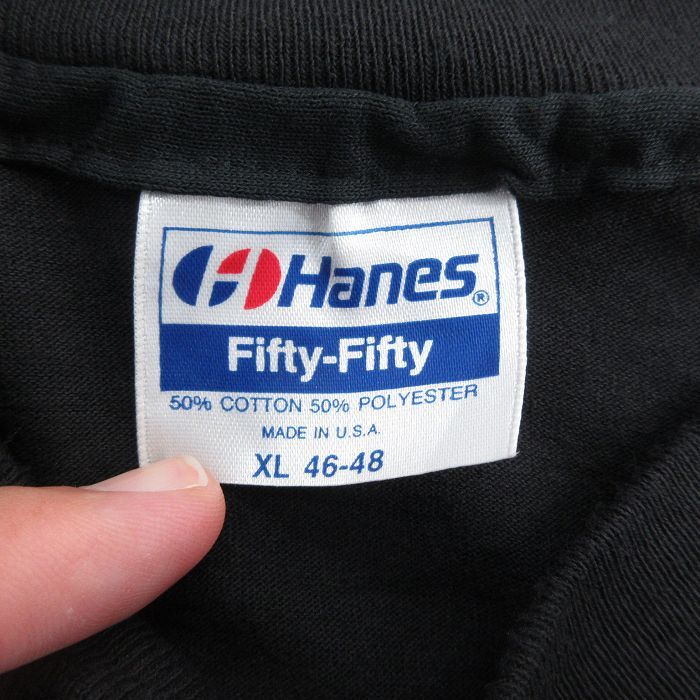 Hanes®
Fifty-Fifty
50% COTTON 50% POLYESTER
MADE IN U.S.A.
XL 46-48